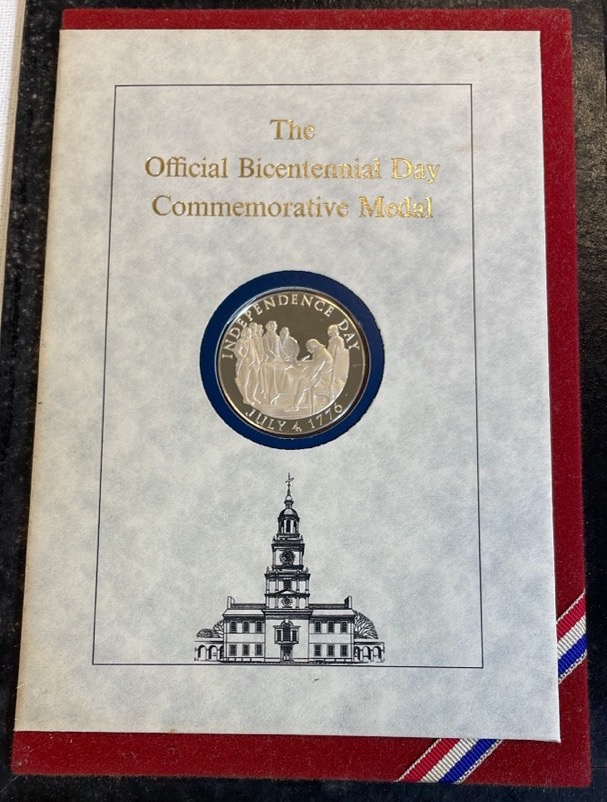 The
Official Bicentennial Day
Commemorative Medal
INDEPENDENCE DAY
JULY 4, 1776